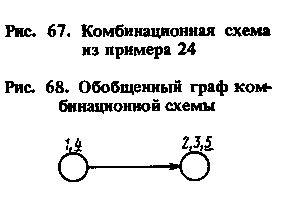 Рис. 67. Комбинационная схема
из примера 24
Рис. 68. Обобщенный граф ком-
бинационной схемы
1,4 2,3,5